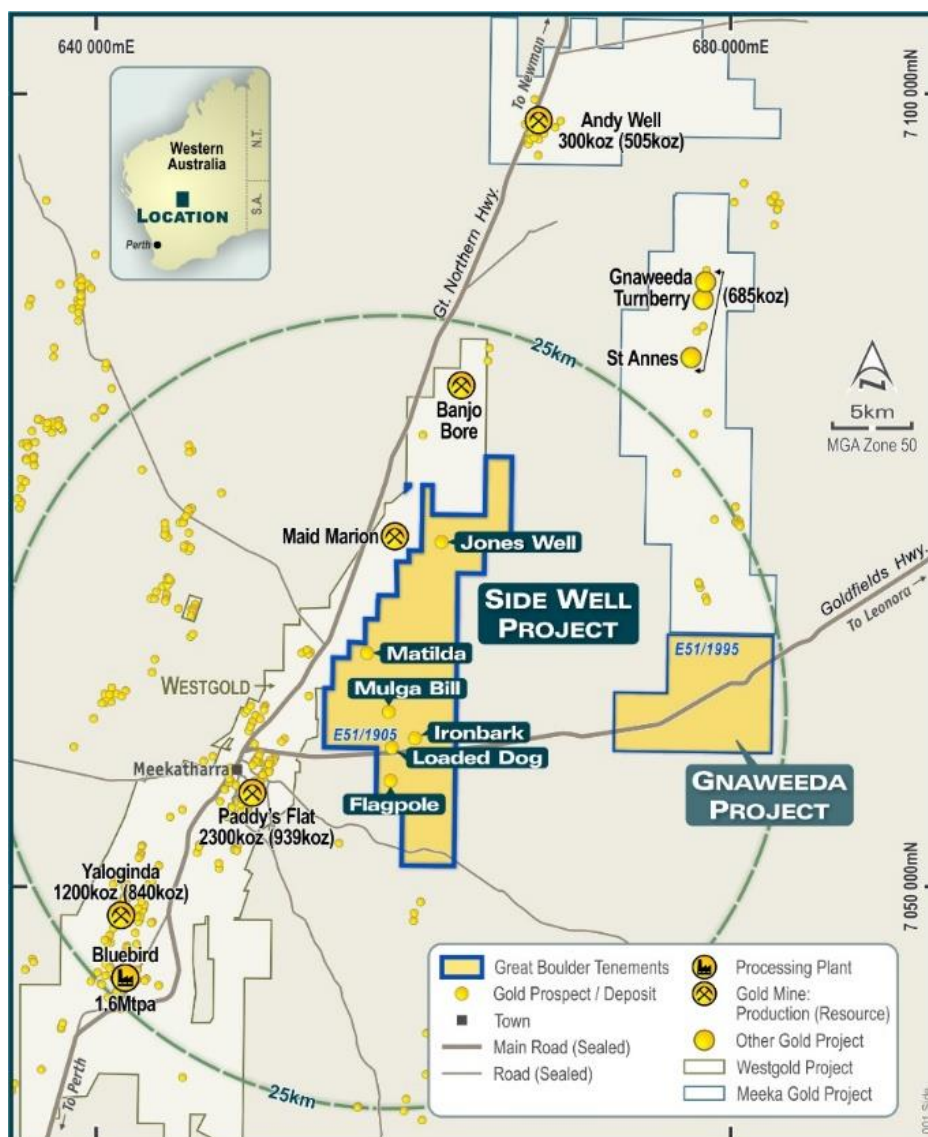 640 000mE
680 000mE
7 100 000mN
To Newman
Western
Australia
N.T.
S.A.
LOCATION
Perth
Andy Well
300koz (505koz)
Gt. Northern Hwy.
Gnaweeda
Turnberry
(685koz)
St Annes
25km
Banjo
Bore
N
5km
MGA Zone 50
Maid Marion
Jones Well
SIDE WELL
PROJECT
Goldfields Hwy.
To Leonora
Matilda
E51/1995
WESTGOLD
Mulga Bill
E51/1905
Ironbark
Loaded Dog
Meekatharra
Flagpole
GNAWEEDA
PROJECT
Paddy's Flat
2300koz (939koz)
Yaloginda
1200koz (840koz)
7 050 000mN
Bluebird
1.6Mtpa
To Perth
25km
Great Boulder Tenements
Gold Prospect / Deposit
Town
Main Road (Sealed)
Road (Sealed)
Processing Plant
Gold Mine:
Production (Resource)
Other Gold Project
Westgold Project
Meeka Gold Project